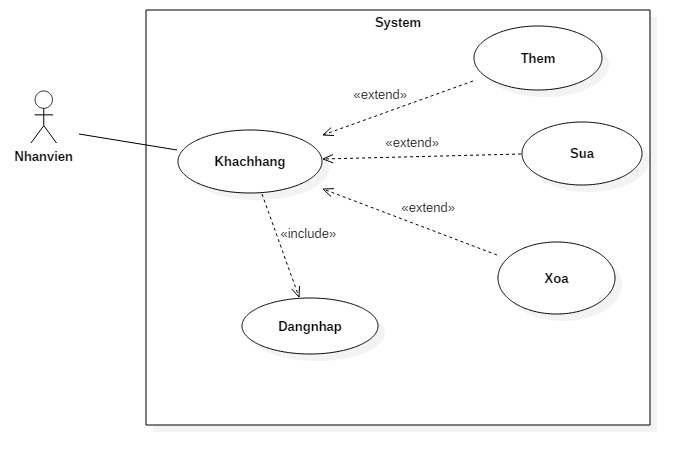 System
Them
«extend»
«extend»
Sua
Nhanvien
Khachhang
«extend»
«include»
Xoa
Dangnhap